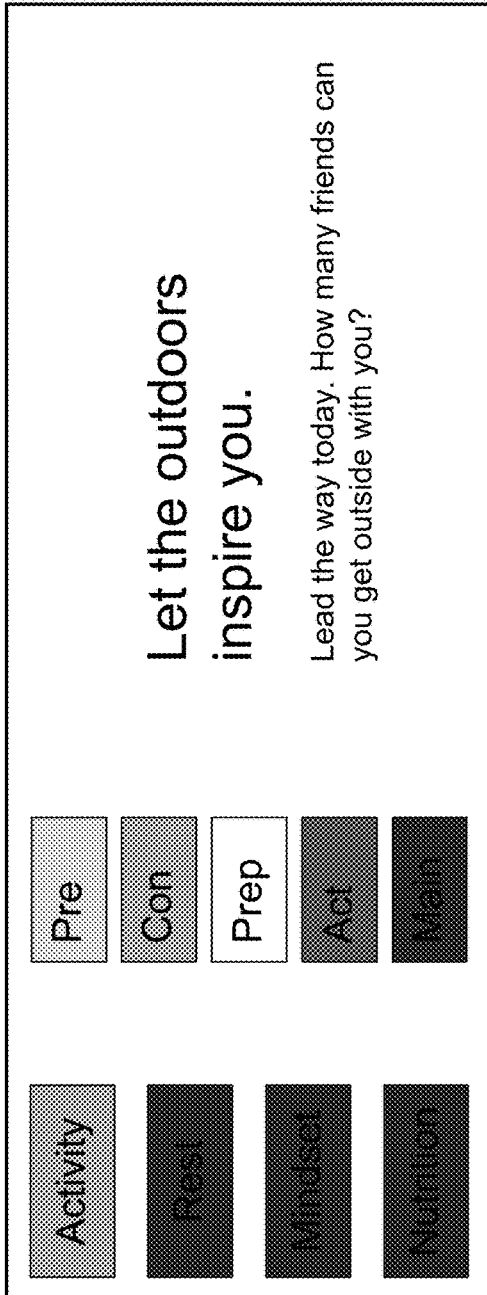 Activity
Rest
Mindset
Nutrition
Pre
Con
Prep
Act
Main
Let the outdoors
inspire you.
Lead the way today. How many friends can
you get outside with you?